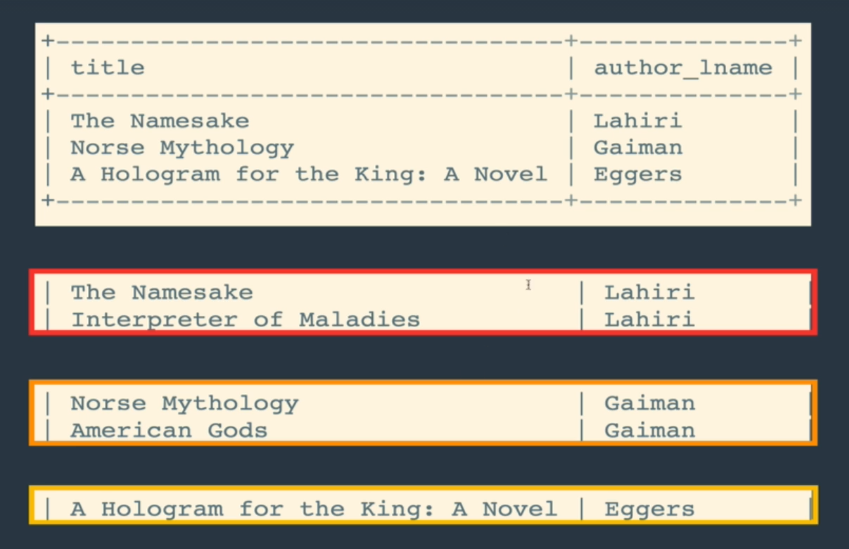 +----------------------------------+--------------+
| title                            | author_lname |
+----------------------------------+--------------+
| The Namesake                     | Lahiri       |
| Norse Mythology                  | Gaiman       |
| A Hologram for the King: A Novel | Eggers       |
+----------------------------------+--------------+
| The Namesake                     | Lahiri       |
| Interpreter of Maladies          | Lahiri       |
| Norse Mythology                  | Gaiman       |
| American Gods                    | Gaiman       |
| A Hologram for the King: A Novel | Eggers       |